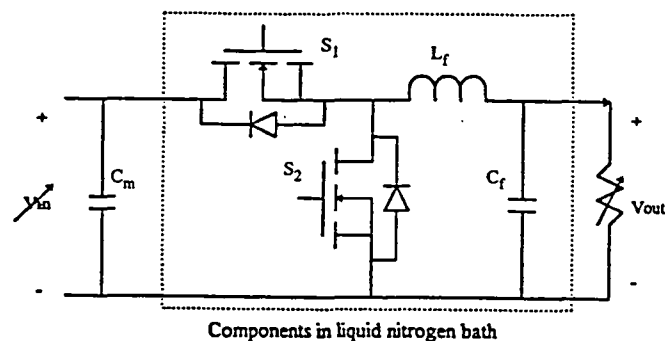 S1
Lf
+
+
Cm
S2
Cf
Vin
Vout
-
-
Components in liquid nitrogen bath